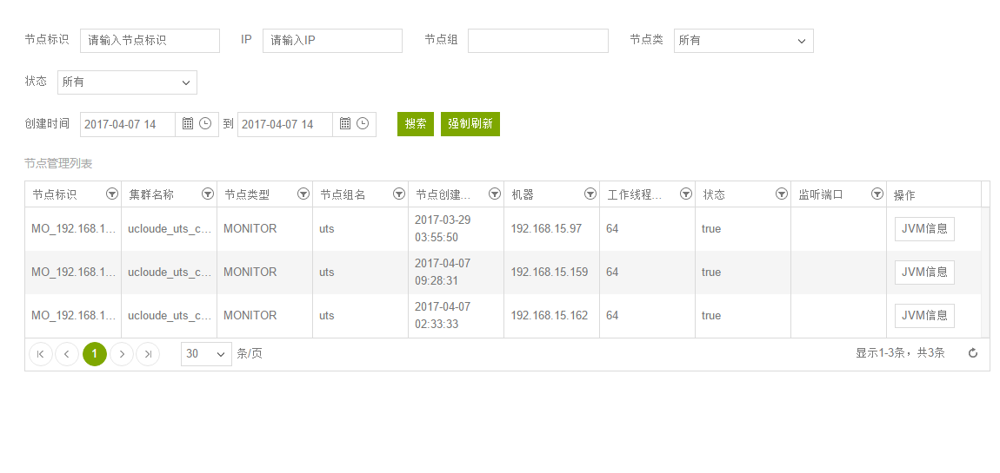 节点标识 请输入节点标识 IP 请输入IP 节点组 节点类 所有
状态 所有
创建时间 2017-04-07 14 到 2017-04-07 14 搜索 强制刷新
节点管理列表
节点标识 集群名称 节点类型 节点组名 节点创建... 机器 工作线程... 状态 监听端口 操作
MO_192.168.1... ucloude_uts_c... MONITOR uts 2017-03-29 03:55:50 192.168.15.97 64 true JVM信息
MO_192.168.1... ucloude_uts_c... MONITOR uts 2017-04-07 09:28:31 192.168.15.159 64 true JVM信息
MO_192.168.1... ucloude_uts_c... MONITOR uts 2017-04-07 02:33:33 192.168.15.162 64 true JVM信息
1 30 条/页 显示1-3条，共3条